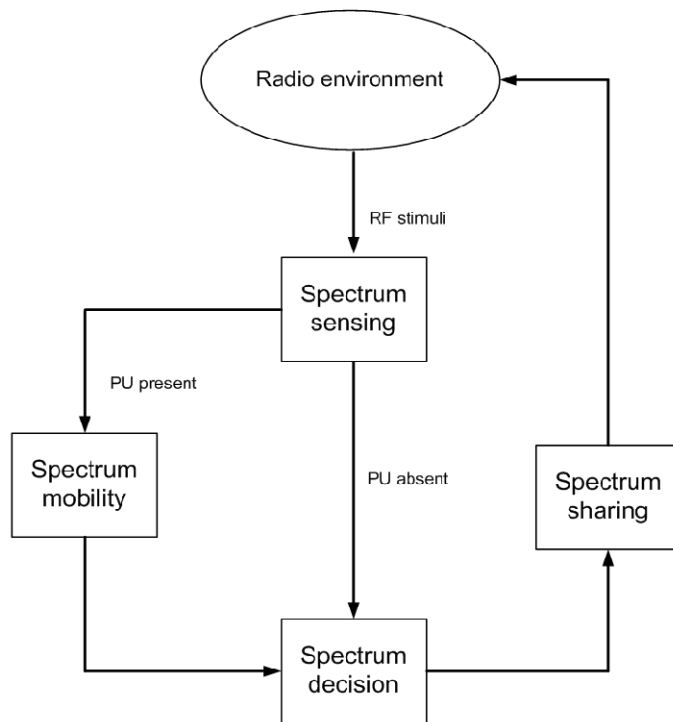 Radio environment
RF stimuli
Spectrum
sensing
PU present
Spectrum
mobility
PU absent
Spectrum
sharing
Spectrum
decision